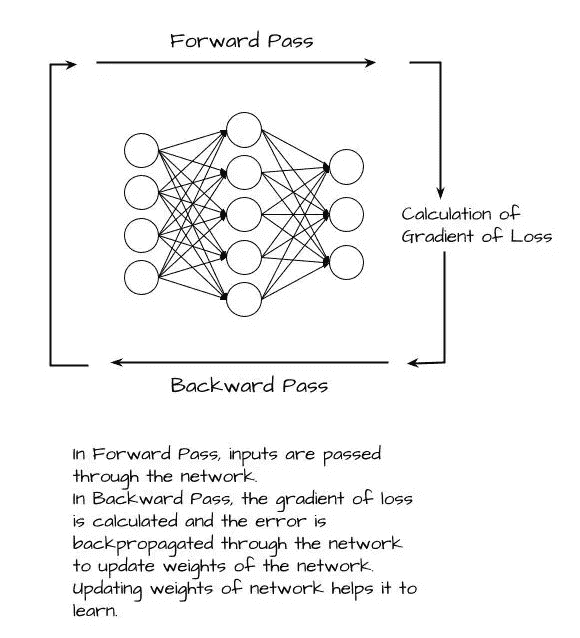 Forward Pass
Calculation of
Gradient of Loss
Backward Pass
In Forward Pass, inputs are passed
through the network.
In Backward Pass, the gradient of loss
is calculated and the error is
backpropagated through the network
to update weights of the network.
Updating weights of network helps it to
learn.